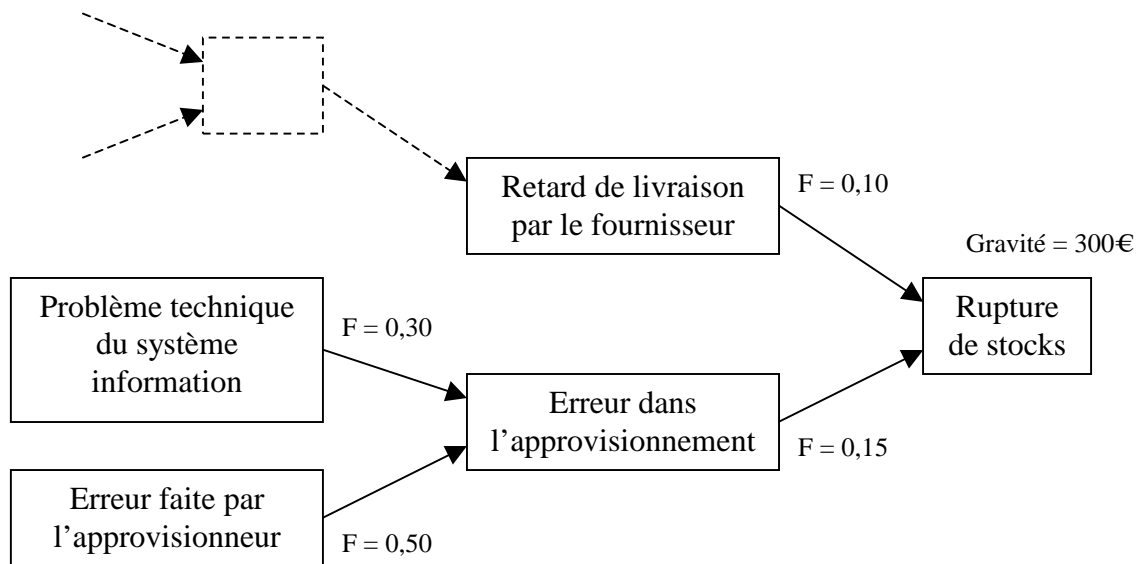 Retard de livraison
par le fournisseur
F = 0,10
Gravité = 300€
Problème technique
du système
information
F = 0,30
Rupture
de stocks
Erreur dans
l’approvisionnement
F = 0,15
Erreur faite par
l’approvisionneur
F = 0,50